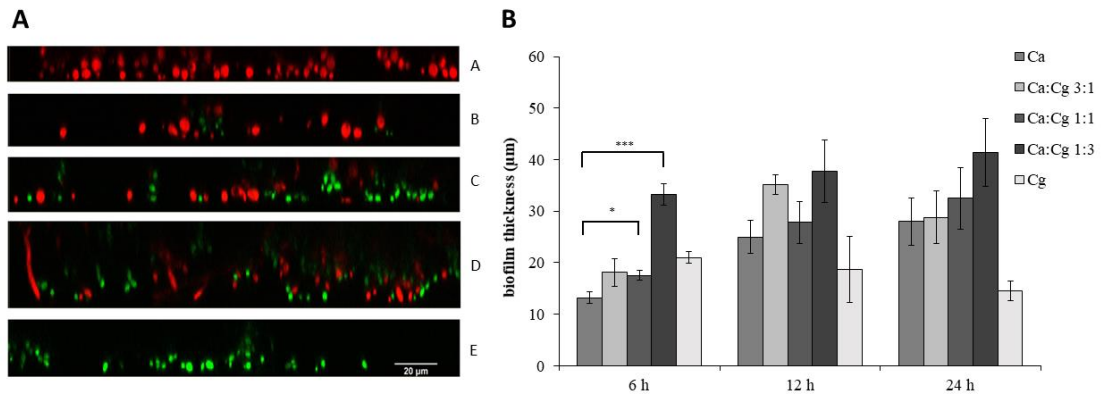 A
A
B
C
D
E
20 µm
B
biofilm thickness (µm)
60
50
40
30
20
10
0
***
*
6 h
12 h
24 h
Ca
Ca:Cg 3:1
Ca:Cg 1:1
Ca:Cg 1:3
Cg